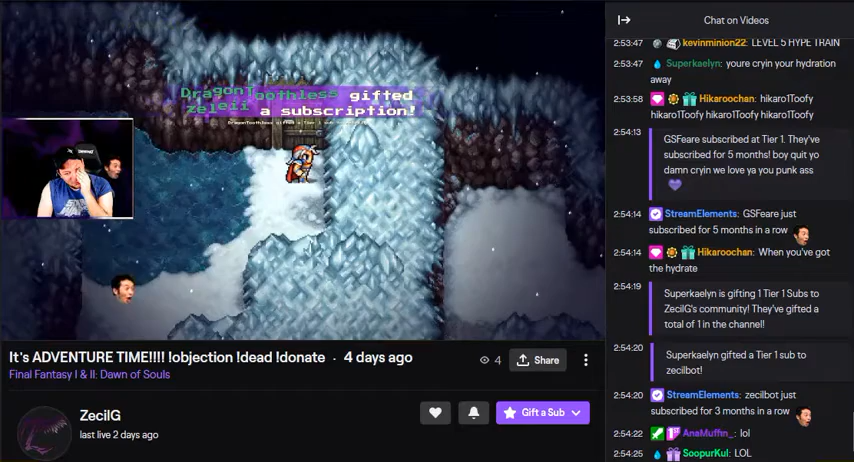 DragonToothless gifted
zeleii a subscription!
DragonToothless gifted a Tier 1 sub
It's ADVENTURE TIME!!!! !objection !dead !donate · 4 days ago
4
Share
Final Fantasy I & II: Dawn of Souls
ZecilG
last live 2 days ago
Gift a Sub
Chat on Videos
2:53:47 kevinminion22: LEVEL 5 HYPE TRAIN
2:53:47 Superkaelyn: youre cryin your hydration
away
2:53:58 Hikaroochan: hikaro1Toofy
hikaro1Toofy hikaro1Toofy hikaro1Toofy
2:54:13
GSFeare subscribed at Tier 1. They've
subscribed for 5 months! boy quit yo
damn cryin we love ya you punk ass
2:54:14 StreamElements: GSFeare just
subscribed for 5 months in a row
2:54:14 Hikaroochan: When you've got
the hydrate
2:54:19
Superkaelyn is gifting 1 Tier 1 Subs to
ZecilG's community! They've gifted a
total of 1 in the channel!
2:54:20
Superkaelyn gifted a Tier 1 sub to
zecilbot!
2:54:20 StreamElements: zecilbot just
subscribed for 3 months in a row
2:54:22 1ST AnaMuffin_: lol
2:54:25 SoopurKul: LOL